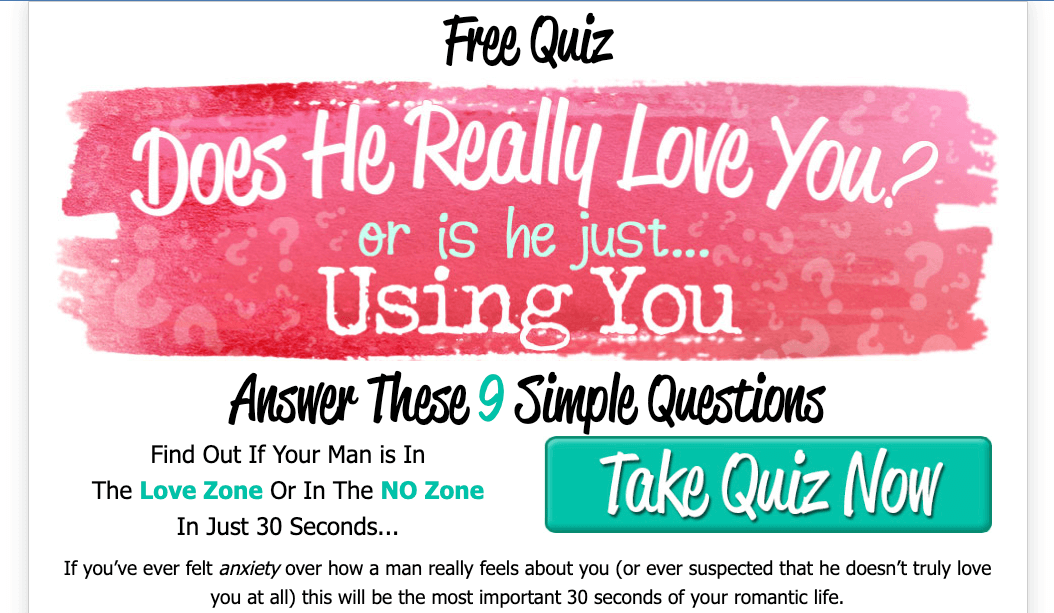 Free Quiz
Does He Really Love You?
or is he just...
Using You
Answer These 9 Simple Questions
Find Out If Your Man is In
The Love Zone Or In The NO Zone
In Just 30 Seconds...
Take Quiz Now
If you’ve ever felt anxiety over how a man really feels about you (or ever suspected that he doesn’t truly love
you at all) this will be the most important 30 seconds of your romantic life.